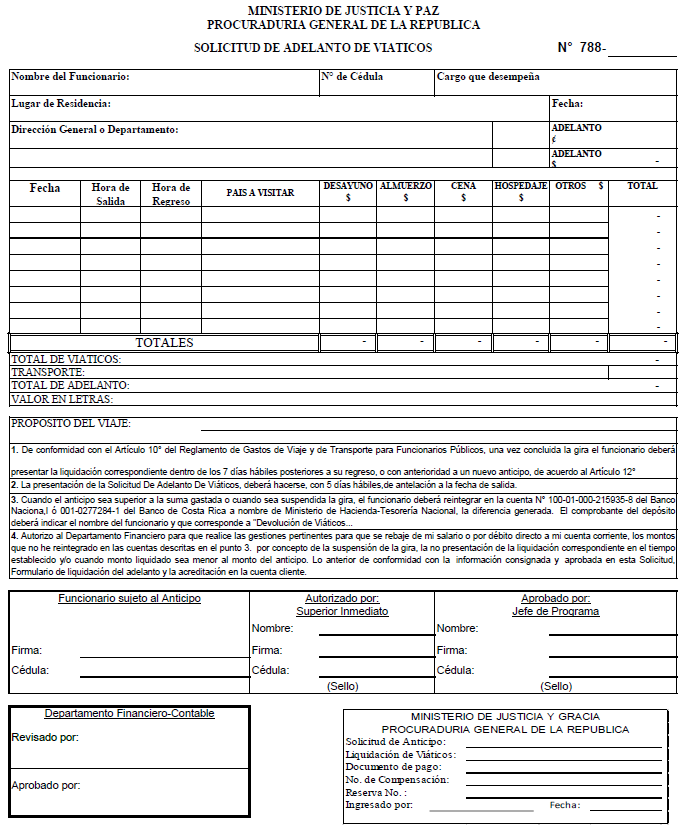 MINISTERIO DE JUSTICIA Y PAZ
PROCURADURIA GENERAL DE LA REPUBLICA
SOLICITUD DE ADELANTO DE VIATICOS N° 788-
Nombre del Funcionario: N° de Cédula Cargo que desempeña
Lugar de Residencia: Fecha:
Dirección General o Departamento: ADELANTO
¢
ADELANTO
$ -
Fecha Hora de Salida Hora de Regreso PAIS A VISITAR DESAYUNO $ ALMUERZO $ CENA $ HOSPEDAJE $ OTROS $ TOTAL
-
-
-
-
-
-
-
-
TOTALES - - - - - -
TOTAL DE VIATICOS: -
TRANSPORTE:
TOTAL DE ADELANTO: -
VALOR EN LETRAS:
PROPOSITO DEL VIAJE:
1. De conformidad con el Artículo 10° del Reglamento de Gastos de Viaje y de Transporte para Funcionarios Públicos, una vez concluida la gira el funcionario deberá
presentar la liquidación correspondiente dentro de los 7 días hábiles posteriores a su regreso, o con anterioridad a un nuevo anticipo, de acuerdo al Artículo 12°
2. La presentación de la Solicitud De Adelanto De Viáticos, deberá hacerse, con 5 días hábiles,de antelación a la fecha de salida.
3. Cuando el anticipo sea superior a la suma gastada o cuando sea suspendida la gira, el funcionario deberá reintegrar en la cuenta N° 100-01-000-215935-8 del Banco
Naciona,l ó 001-0277284-1 del Banco de Costa Rica a nombre de Ministerio de Hacienda-Tesorería Nacional, la diferencia generada. El comprobante del depósito
deberá indicar el nombre del funcionario y que corresponde a "Devolución de Viáticos...
4. Autorizo al Departamento Financiero para que realice las gestiones pertinentes para que se rebaje de mi salario o por débito directo a mi cuenta corriente, los montos
que no he reintegrado en las cuentas descritas en el punto 3. por concepto de la suspensión de la gira, la no presentación de la liquidación correspondiente en el tiempo
establecido y/o cuando monto liquidado sea menor al monto del anticipo. Lo anterior de conformidad con la información consignada y aprobada en esta Solicitud,
Formulario de liquidación del adelanto y la acreditación en la cuenta cliente.
Funcionario sujeto al Anticipo Autorizado por: Aprobado por:
Superior Inmediato Jefe de Programa
Nombre: Nombre:
Firma: Firma: Firma:
Cédula: Cédula: Cédula:
(Sello) (Sello)
Departamento Financiero-Contable
Revisado por:
Aprobado por:
MINISTERIO DE JUSTICIA Y GRACIA
PROCURADURIA GENERAL DE LA REPUBLICA
Solicitud de Anticipo:
Liquidación de Viáticos:
Documento de pago:
No. de Compensación:
Reserva No. :
Ingresado por: Fecha: